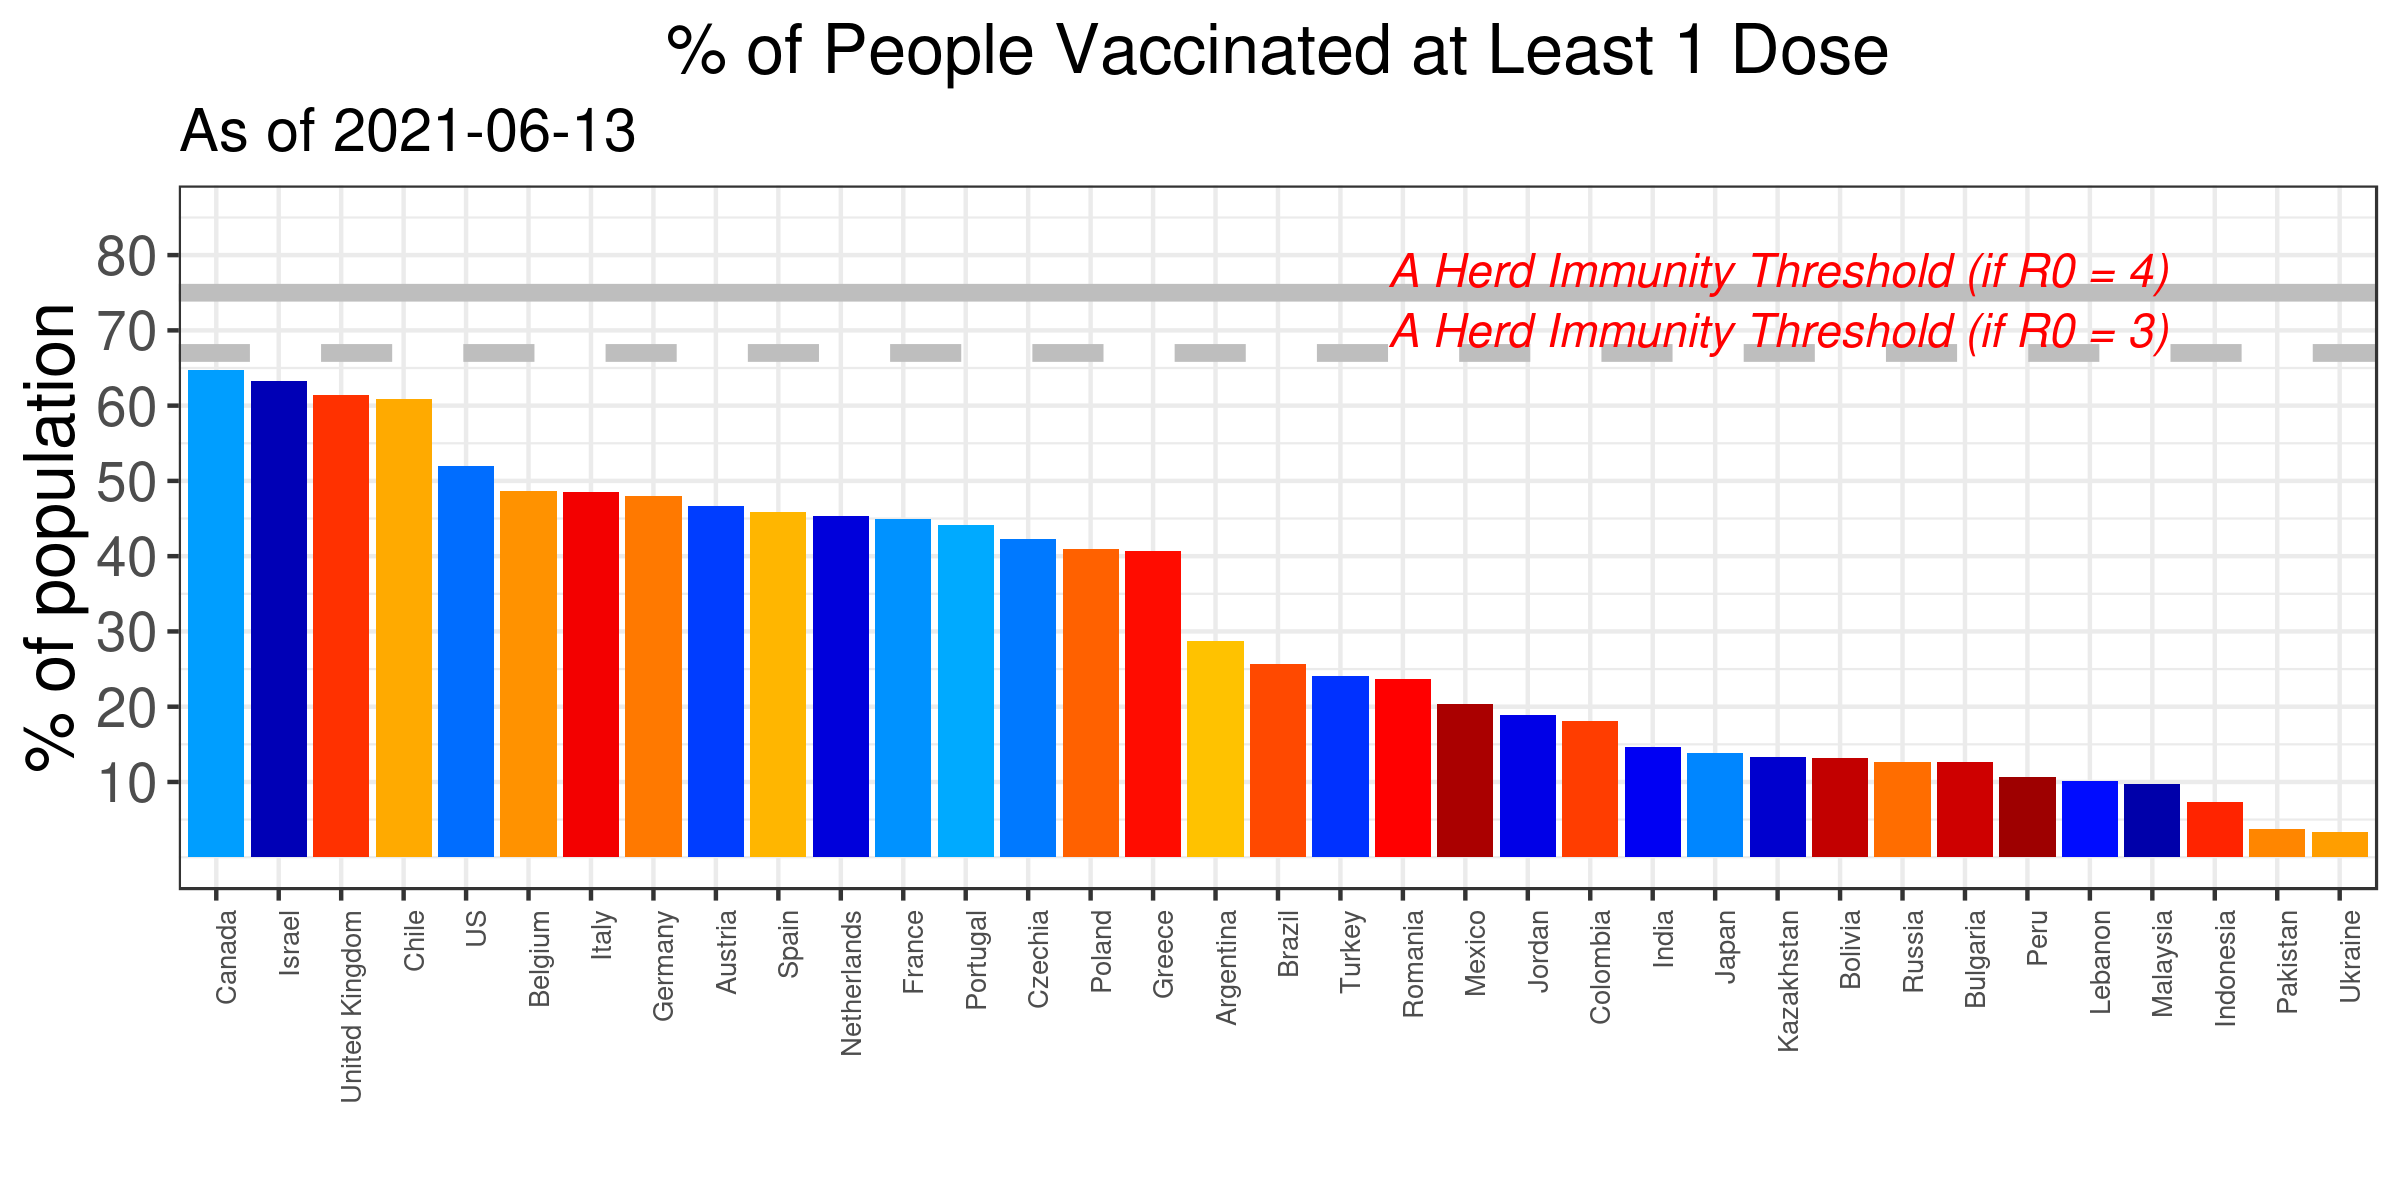 % of People Vaccinated at Least 1 Dose
As of 2021-06-13
% of population
80
70
60
50
40
30
20
10
A Herd Immunity Threshold (if R0 = 4)
A Herd Immunity Threshold (if R0 = 3)
Canada
Israel
United Kingdom
Chile
US
Belgium
Italy
Germany
Austria
Spain
Netherlands
France
Portugal
Czechia
Poland
Greece
Argentina
Brazil
Turkey
Romania
Mexico
Jordan
Colombia
India
Japan
Kazakhstan
Bolivia
Russia
Bulgaria
Peru
Lebanon
Malaysia
Indonesia
Pakistan
Ukraine